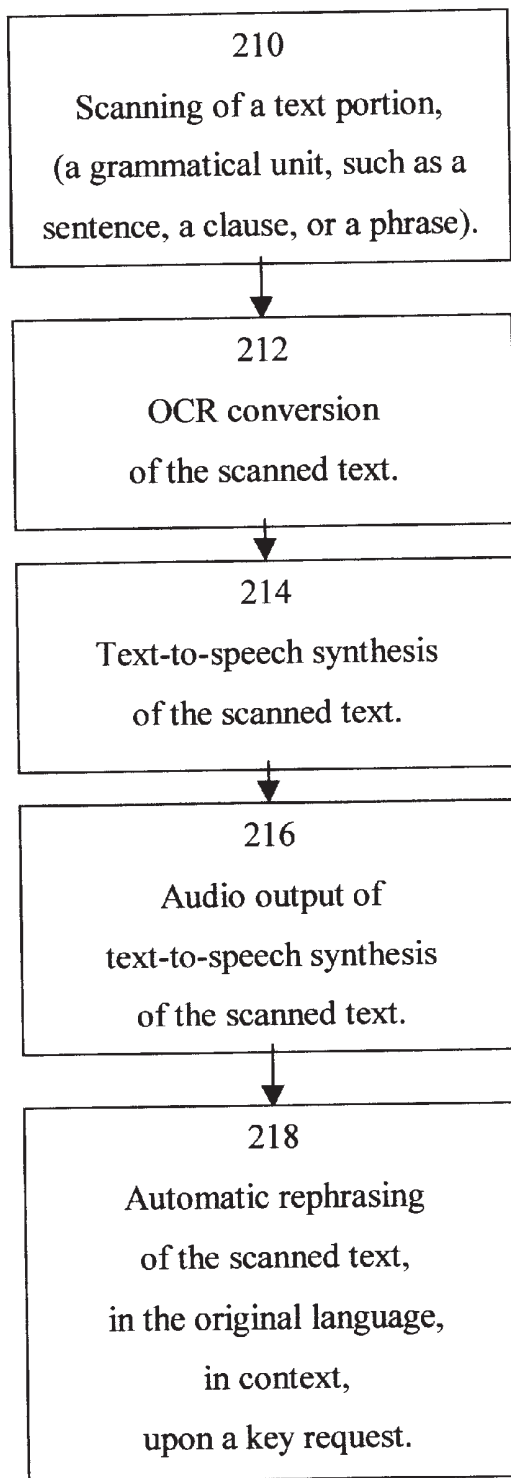 210
Scanning of a text portion,
(a grammatical unit, such as a
sentence, a clause, or a phrase).
212
OCR conversion
of the scanned text.
214
Text-to-speech synthesis
of the scanned text.
216
Audio output of
text-to-speech synthesis
of the scanned text.
218
Automatic rephrasing
of the scanned text,
in the original language,
in context,
upon a key request.